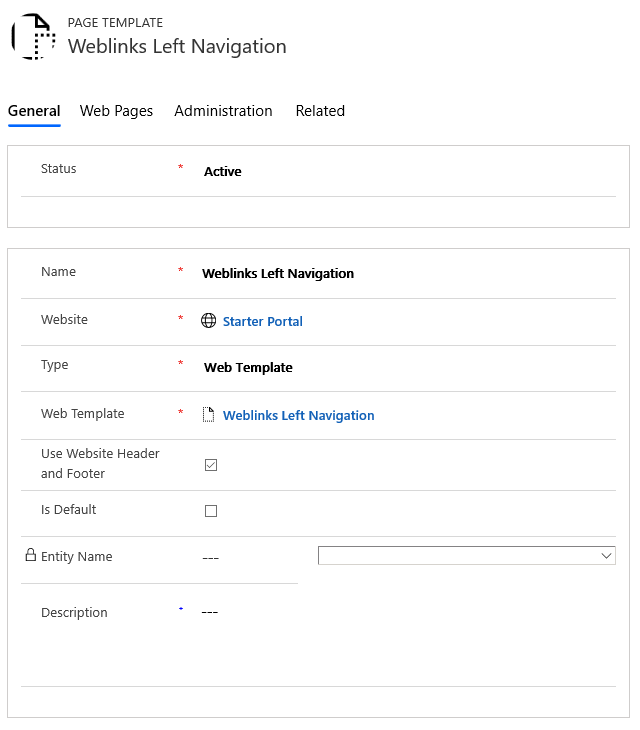 PAGE TEMPLATE
Weblinks Left Navigation
General Web Pages Administration Related
Status * Active
Name * Weblinks Left Navigation
Website * Starter Portal
Type * Web Template
Web Template * Weblinks Left Navigation
Use Website Header
and Footer
Is Default
Entity Name ---
Description * ---